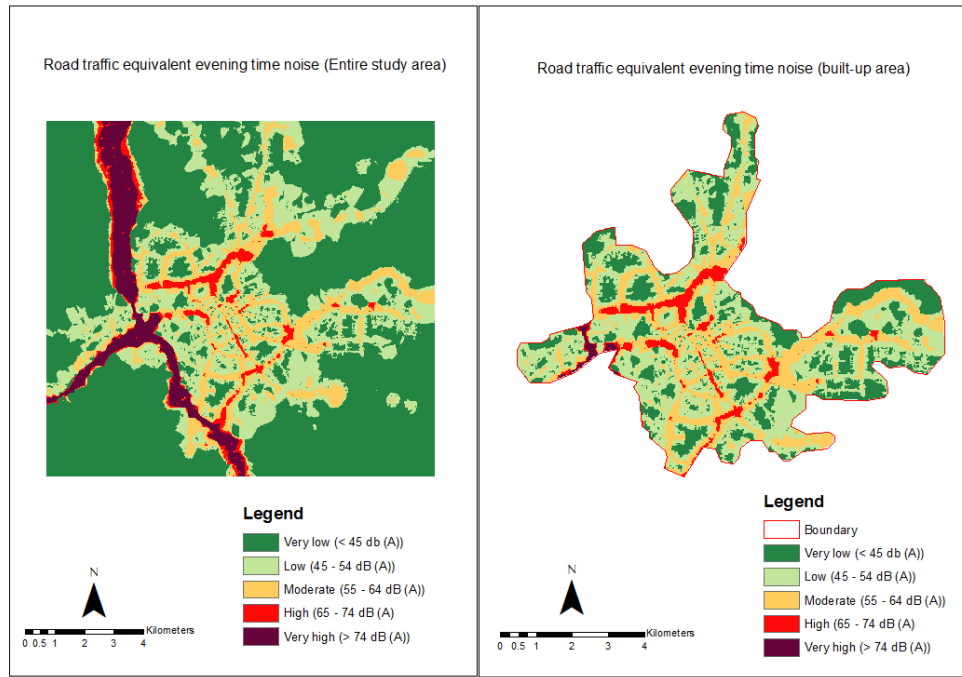 Road traffic equivalent evening time noise (Entire study area)
Legend
Very low (< 45 db (A))
Low (45 - 54 dB (A))
Moderate (55 - 64 dB (A))
High (65 - 74 dB (A)
Very high (> 74 dB (A))
N
Kilometers
0 0.5 1 2 3 4
Road traffic equivalent evening time noise (built-up area)
Legend
Boundary
Very low (< 45 db (A))
Low (45 - 54 dB (A))
Moderate (55 - 64 dB (A))
High (65 - 74 dB (A)
Very high (> 74 dB (A))
N
Kilometers
0 0.5 1 2 3 4